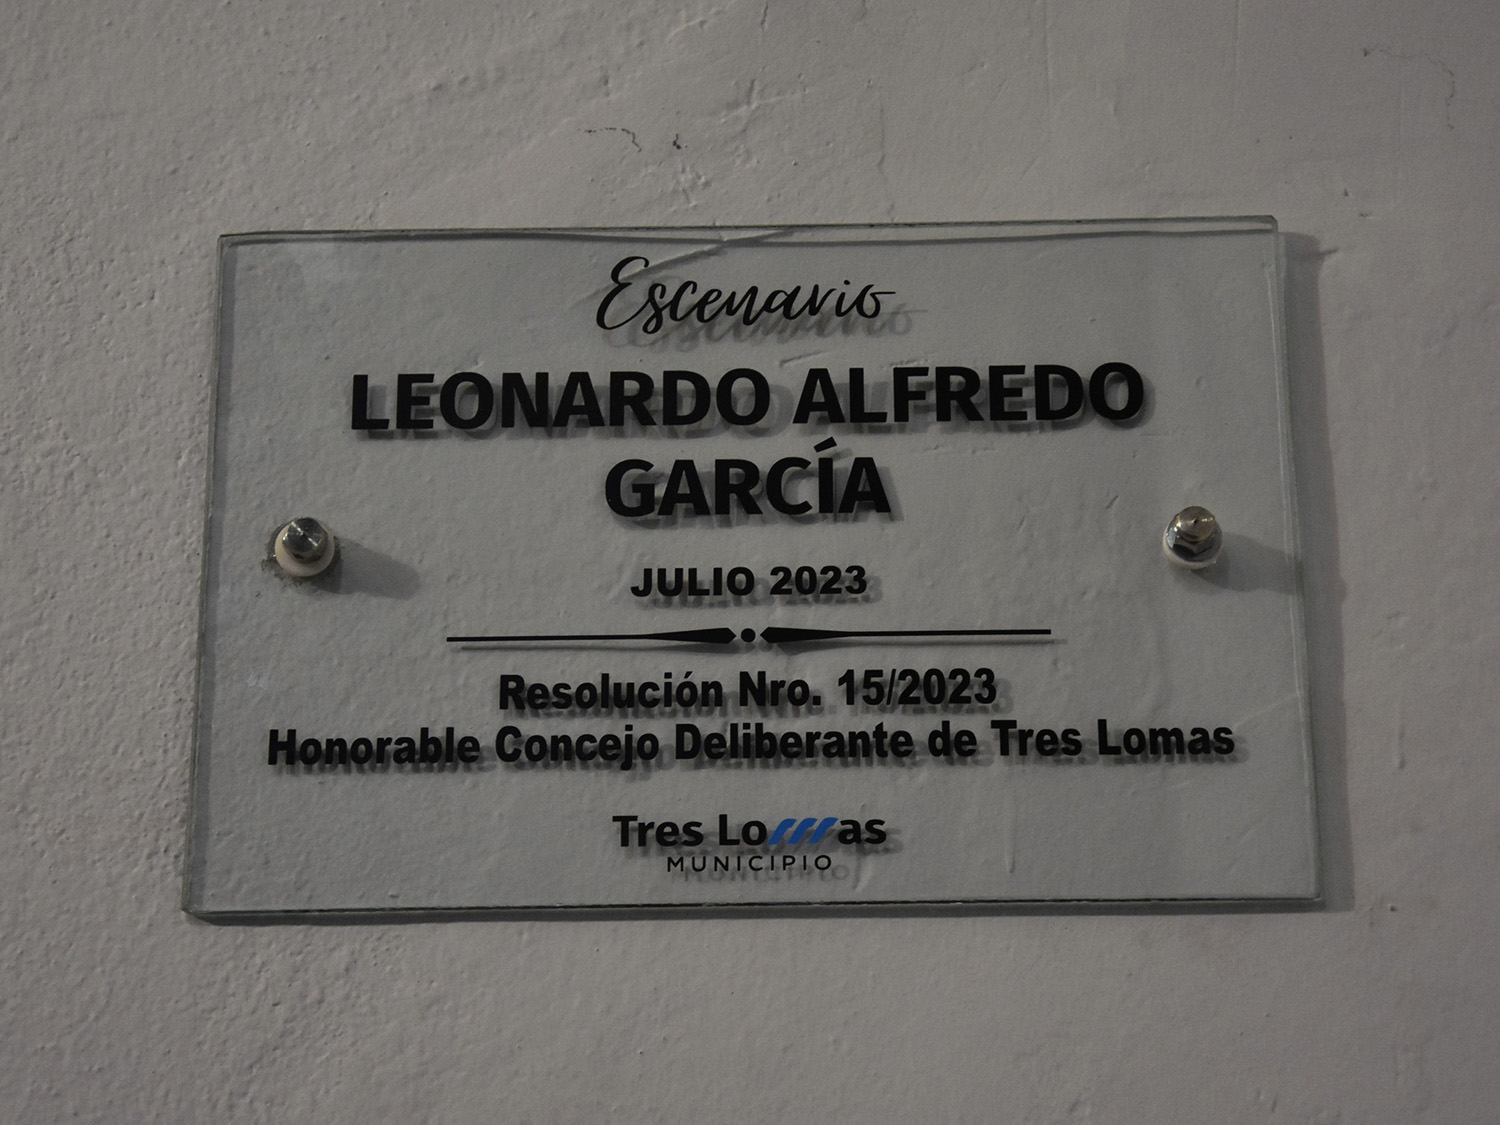 Escenario
LEONARDO ALFREDO
GARCÍA
JULIO 2023
Resolución Nro. 15/2023
Honorable Concejo Deliberante de Tres Lomas
Tres Lomas
MUNICIPIO